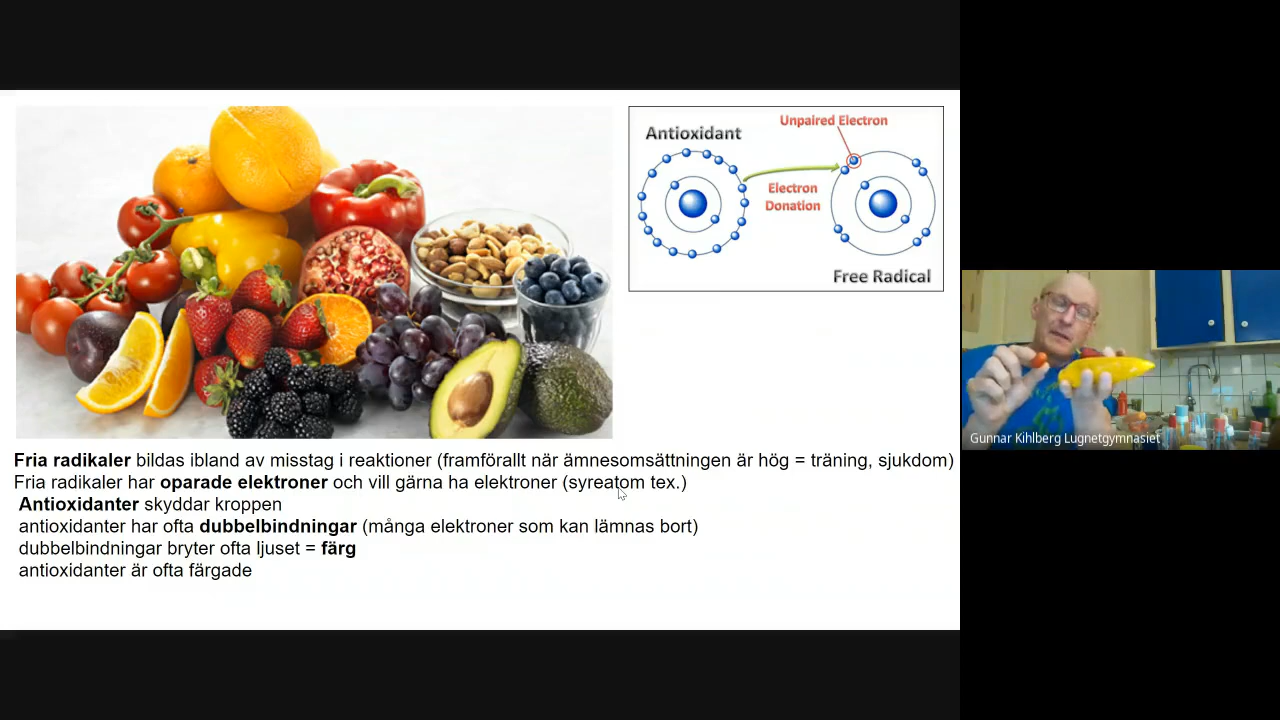 Antioxidant
Unpaired Electron
Electron
Donation
Free Radical
Fria radikaler bildas ibland av misstag i reaktioner (framförallt när ämnesomsättningen är hög = träning, sjukdom)
Fria radikaler har oparade elektroner och vill gärna ha elektroner (syreatom tex.)
Antioxidanter skyddar kroppen
antioxidanter har ofta dubbelbindningar (många elektroner som kan lämnas bort)
dubbelbindningar bryter ofta ljuset = färg
antioxidanter är ofta färgade
Gunnar Kihlberg Lugnetgymnasiet